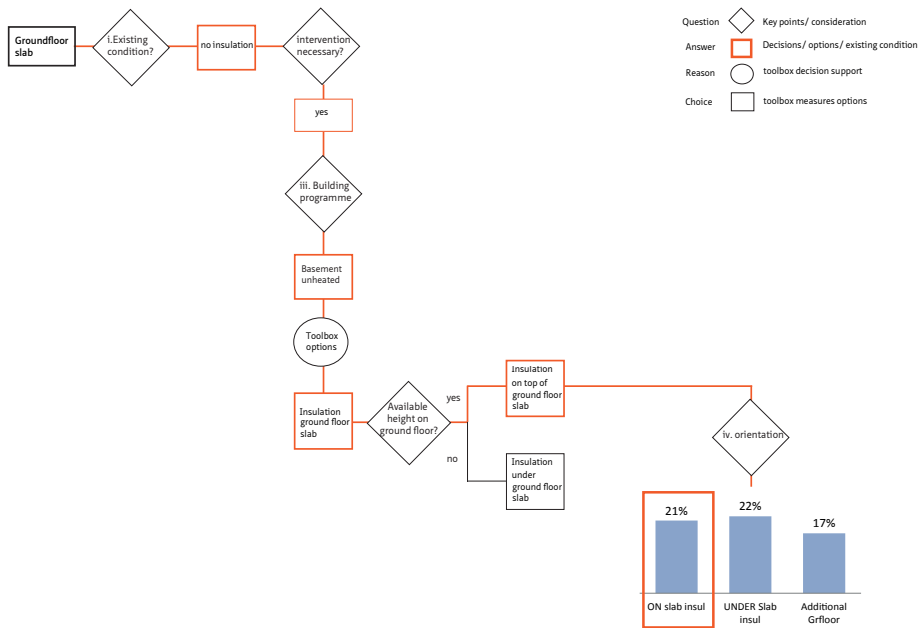 Groundfloor
slab
i.Existing
condition?
no insulation
intervention
necessary?
yes
iii. Building
programme
Basement
unheated
Toolbox
options
Insulation
ground floor
slab
Available
height on
ground floor?
yes
no
Insulation
on top of
ground floor
slab
Insulation
under
ground floor
slab
iv. orientation
21%
22%
17%
ON slab insul
UNDER Slab
insul
Additional
Grfloor
Question
Key points/ consideration
Answer
Decisions/ options/ existing condition
Reason
toolbox decision support
Choice
toolbox measures options